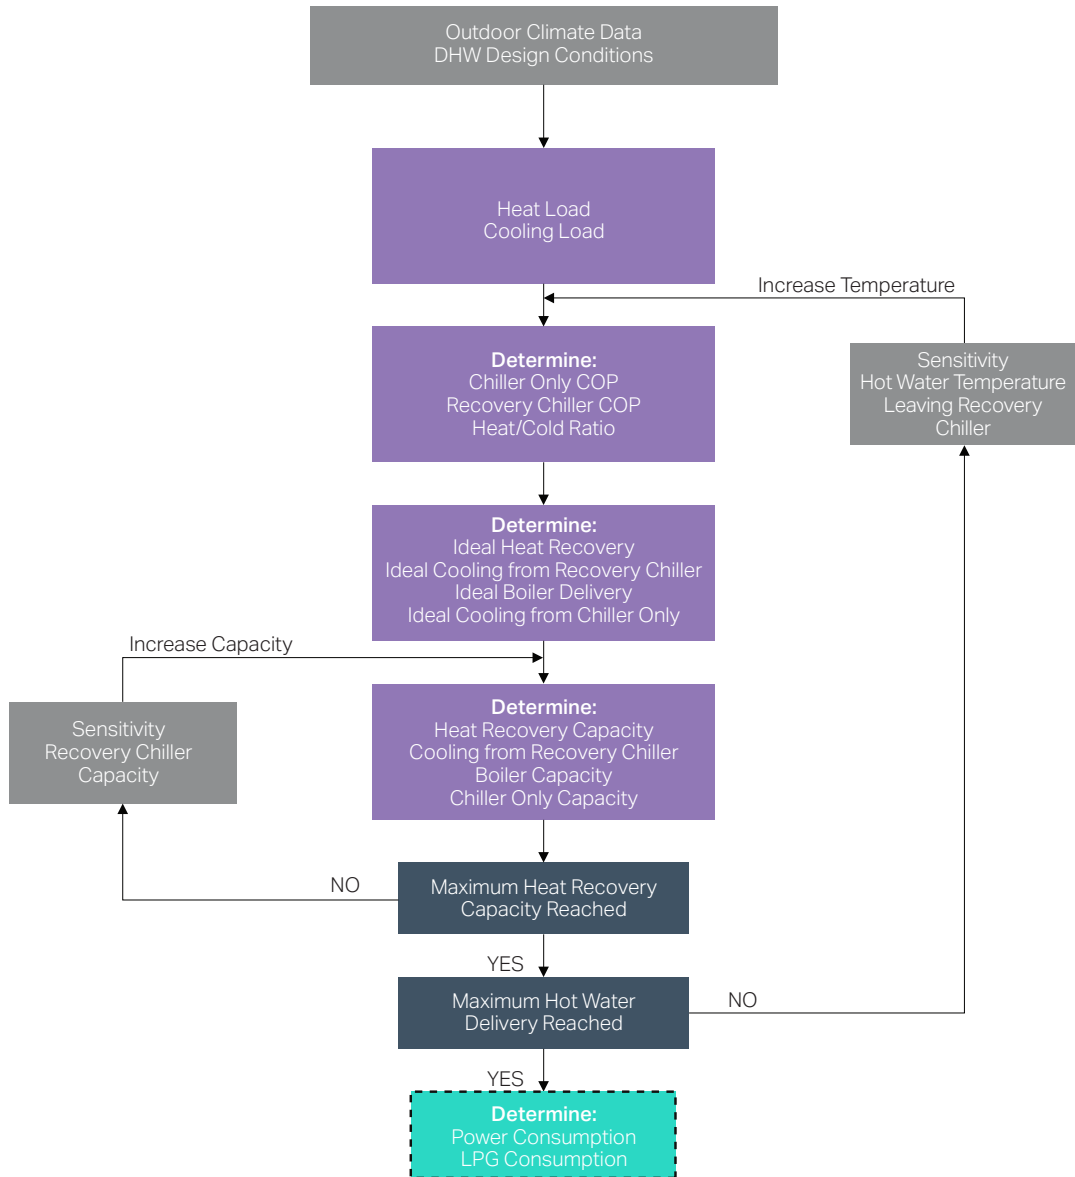 Outdoor Climate Data
DHW Design Conditions
Heat Load
Cooling Load
Increase Temperature
Determine:
Chiller Only COP
Recovery Chiller COP
Heat/Cold Ratio
Sensitivity
Hot Water Temperature
Leaving Recovery
Chiller
Determine:
Ideal Heat Recovery
Ideal Cooling from Recovery Chiller
Ideal Boiler Delivery
Ideal Cooling from Chiller Only
Increase Capacity
Sensitivity
Recovery Chiller
Capacity
Determine:
Heat Recovery Capacity
Cooling from Recovery Chiller
Boiler Capacity
Chiller Only Capacity
NO
Maximum Heat Recovery
Capacity Reached
YES
Maximum Hot Water
Delivery Reached
NO
YES
Determine:
Power Consumption
LPG Consumption